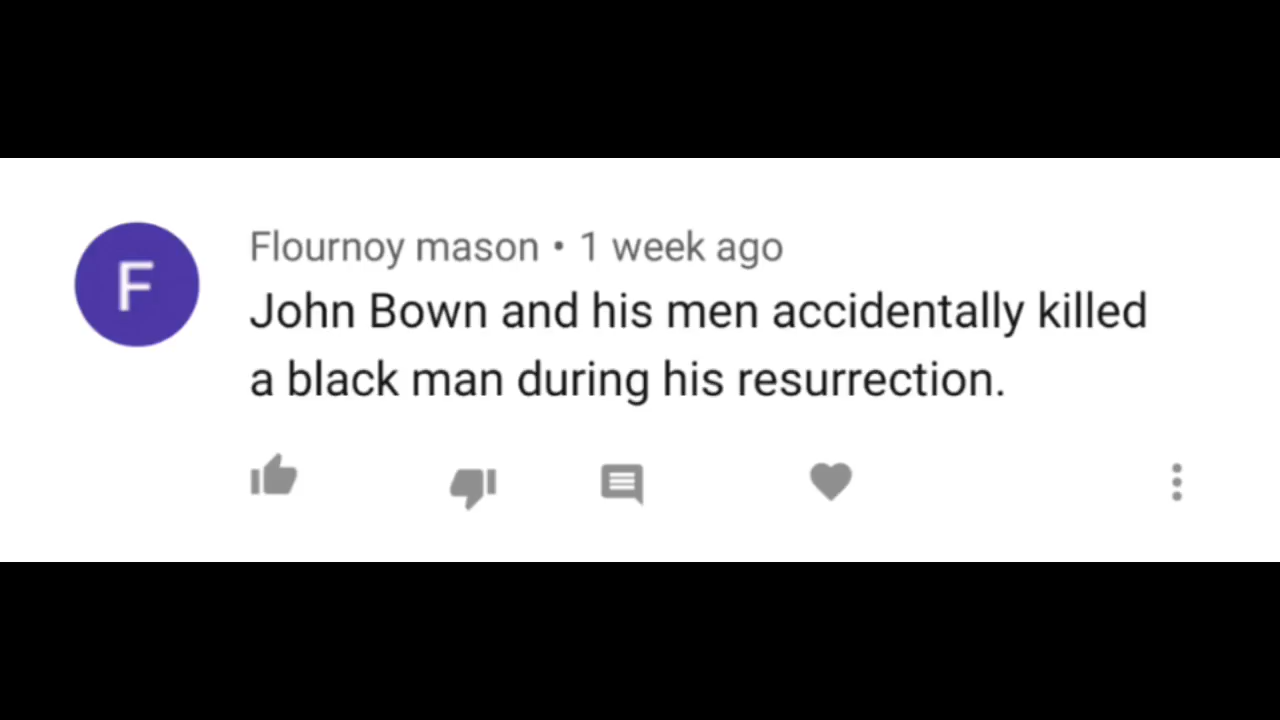 F
Flournoy mason • 1 week ago
John Bown and his men accidentally killed
a black man during his resurrection.